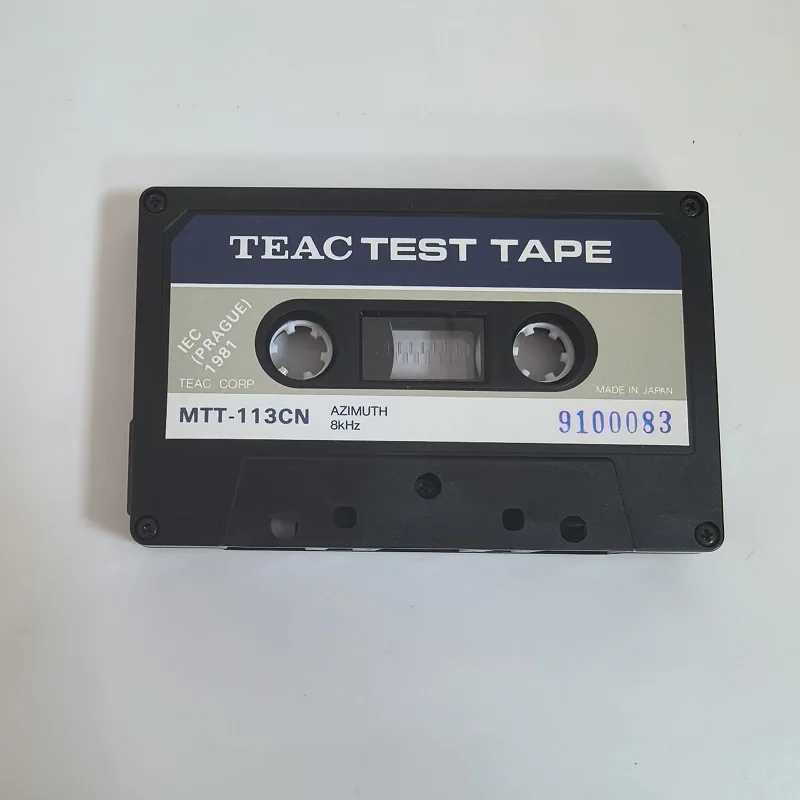 TEAC TEST TAPE
IEC
(PRAGUE)
1981
TEAC CORP.
MADE IN JAPAN
MTT-113CN
AZIMUTH
8kHz
9100083